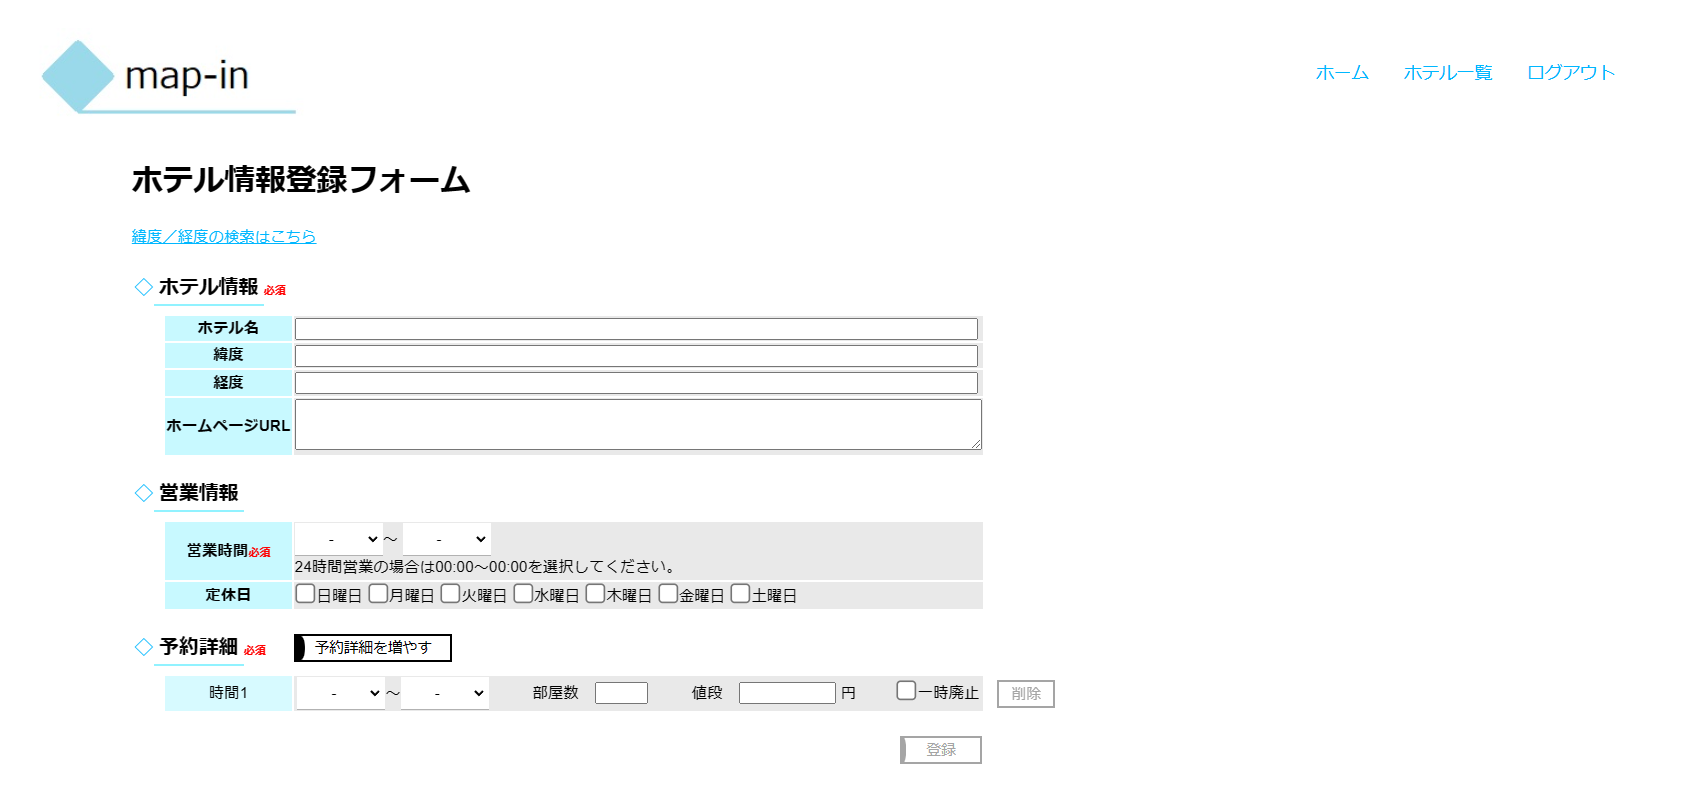 map-in
ホーム ホテル一覧 ログアウト
ホテル情報登録フォーム
緯度／経度の検索はこちら
ホテル情報 必須
ホテル名
緯度
経度
ホームページURL
営業情報
営業時間必須 - ～ -
24時間営業の場合は00:00～00:00を選択してください。
定休日 日曜日 月曜日 火曜日 水曜日 木曜日 金曜日 土曜日
予約詳細 必須 予約詳細を増やす
時間1 - ～ - 部屋数 値段 円 一時廃止 削除
登録